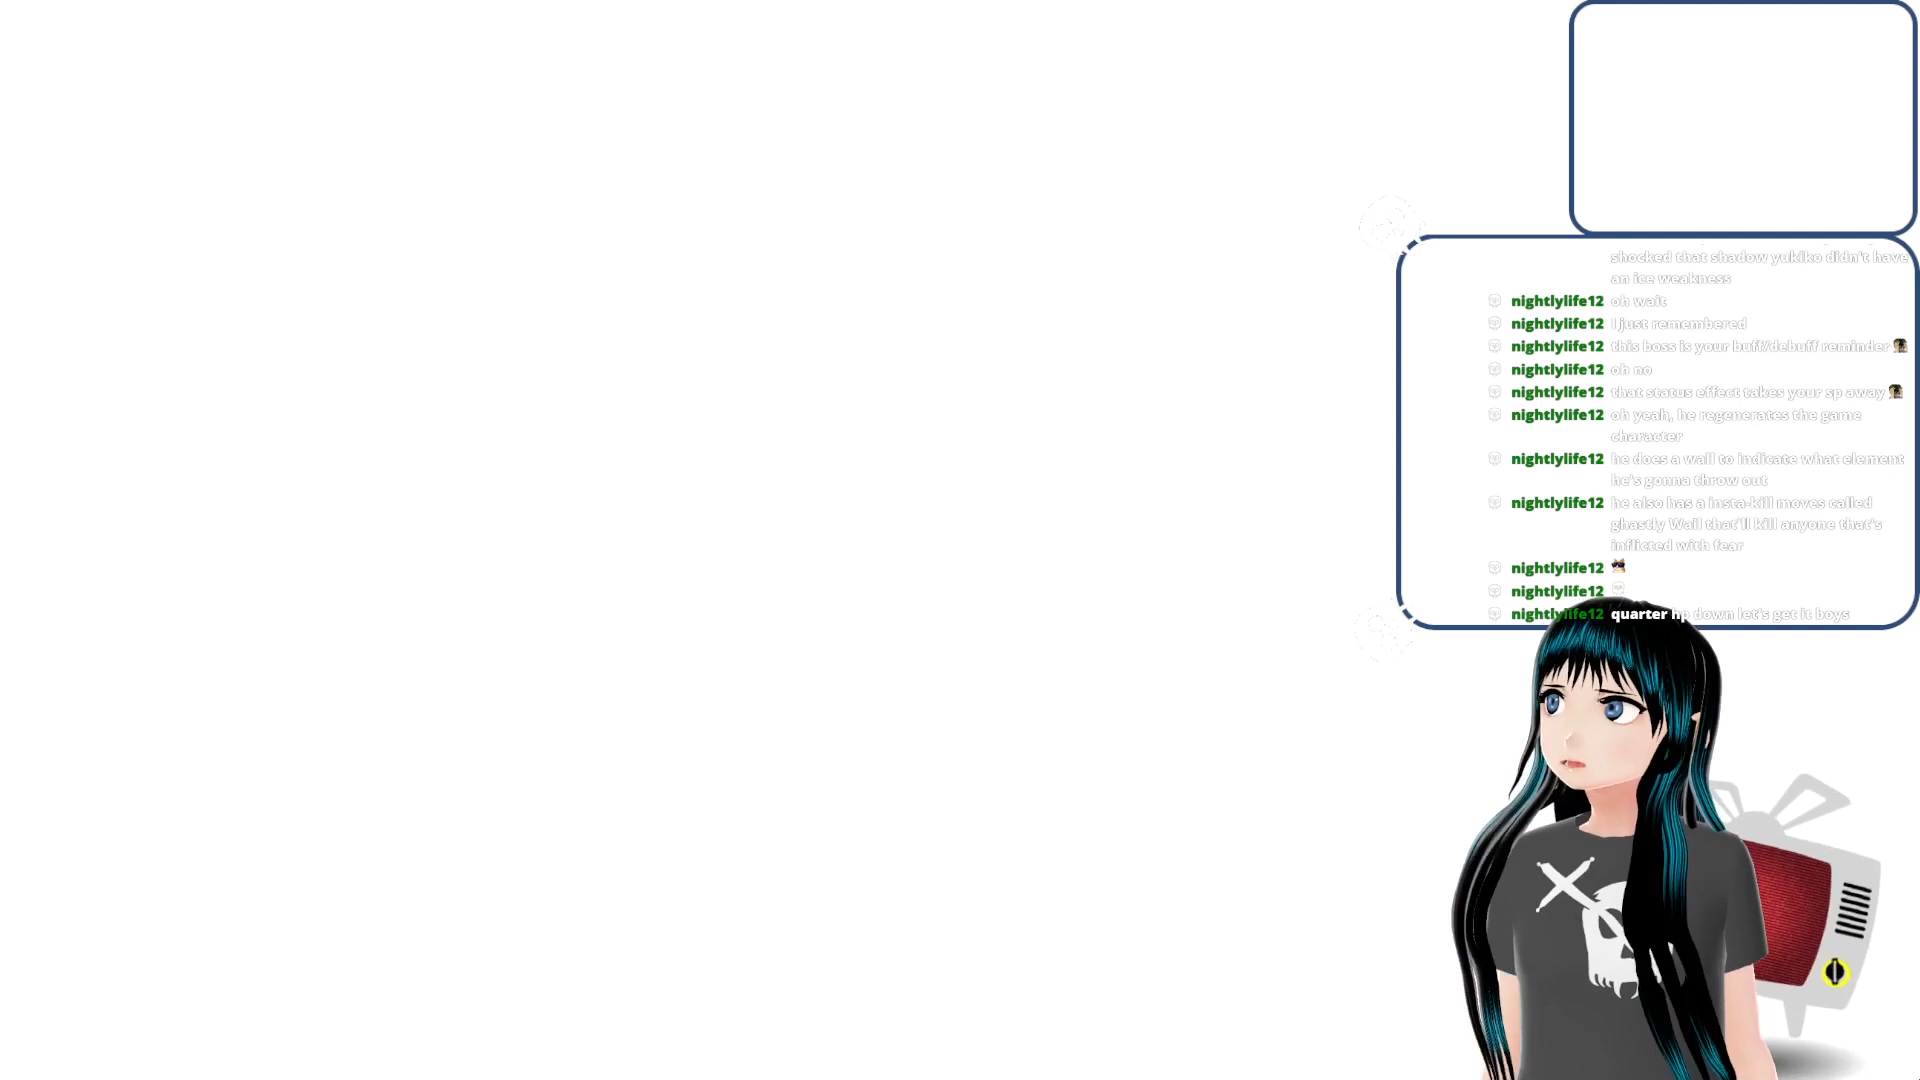 shocked that shadow yukiko didn't have
an ice weakness
nightlylife12 oh wait
nightlylife12 I just remembered
nightlylife12 this boss is your buff/debuff reminder
nightlylife12 oh no
nightlylife12 that status effect takes your sp away
nightlylife12 oh yeah, he regenerates the game
character
nightlylife12 he does a wall to indicate what element
he's gonna throw out
nightlylife12 he also has a insta-kill moves called
ghastly Wail that'll kill anyone that's
inflicted with fear
nightlylife12
nightlylife12
nightlylife12 quarter hp down let's get it boys